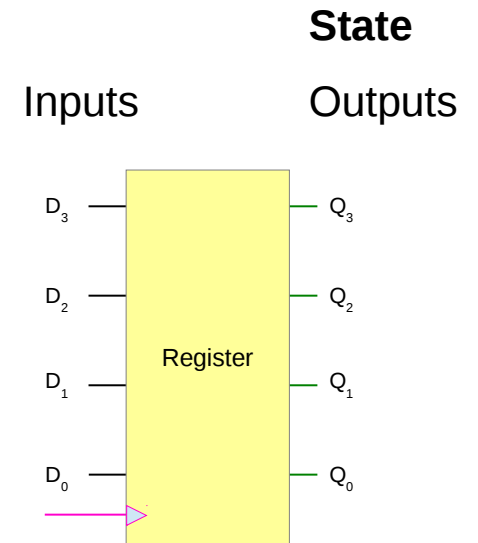 State
Inputs Outputs
D3 Q3
D2 Q2
Register
D1 Q1
D0 Q0